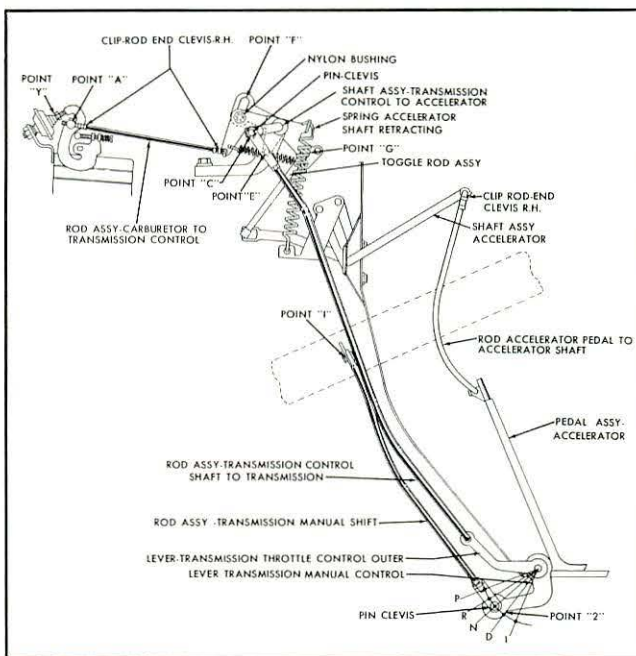 CLIP-ROD END CLEVIS-R.H.
POINT "F"
NYLON BUSHING
PIN-CLEVIS
SHAFT ASSY-TRANSMISSION
CONTROL TO ACCELERATOR
SPRING ACCELERATOR
SHAFT RETRACTING
POINT "G"
TOGGLE ROD ASSY
POINT
"Y"
POINT "A"
POINT "C"
POINT "E"
ROD ASSY-CARBURETOR TO
TRANSMISSION CONTROL
CLIP ROD-END
CLEVIS R.H.
SHAFT ASSY
ACCELERATOR
POINT "I"
ROD ACCELERATOR PEDAL TO
ACCELERATOR SHAFT
PEDAL ASSY-
ACCELERATOR
ROD ASSY-TRANSMISSION CONTROL
SHAFT TO TRANSMISSION
ROD ASSY -TRANSMISSION MANUAL SHIFT
LEVER-TRANSMISSION THROTTLE CONTROL OUTER
LEVER TRANSMISSION MANUAL CONTROL
P
R
N
D
1
PIN CLEVIS
POINT "2"